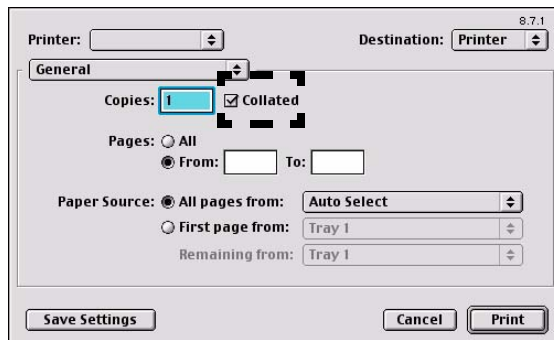 8.7.1
Printer: Destination: Printer
General
Copies: 1 Collated
Pages: All
From: To:
Paper Source: All pages from: Auto Select
First page from: Tray 1
Remaining from: Tray 1
Save Settings Cancel Print